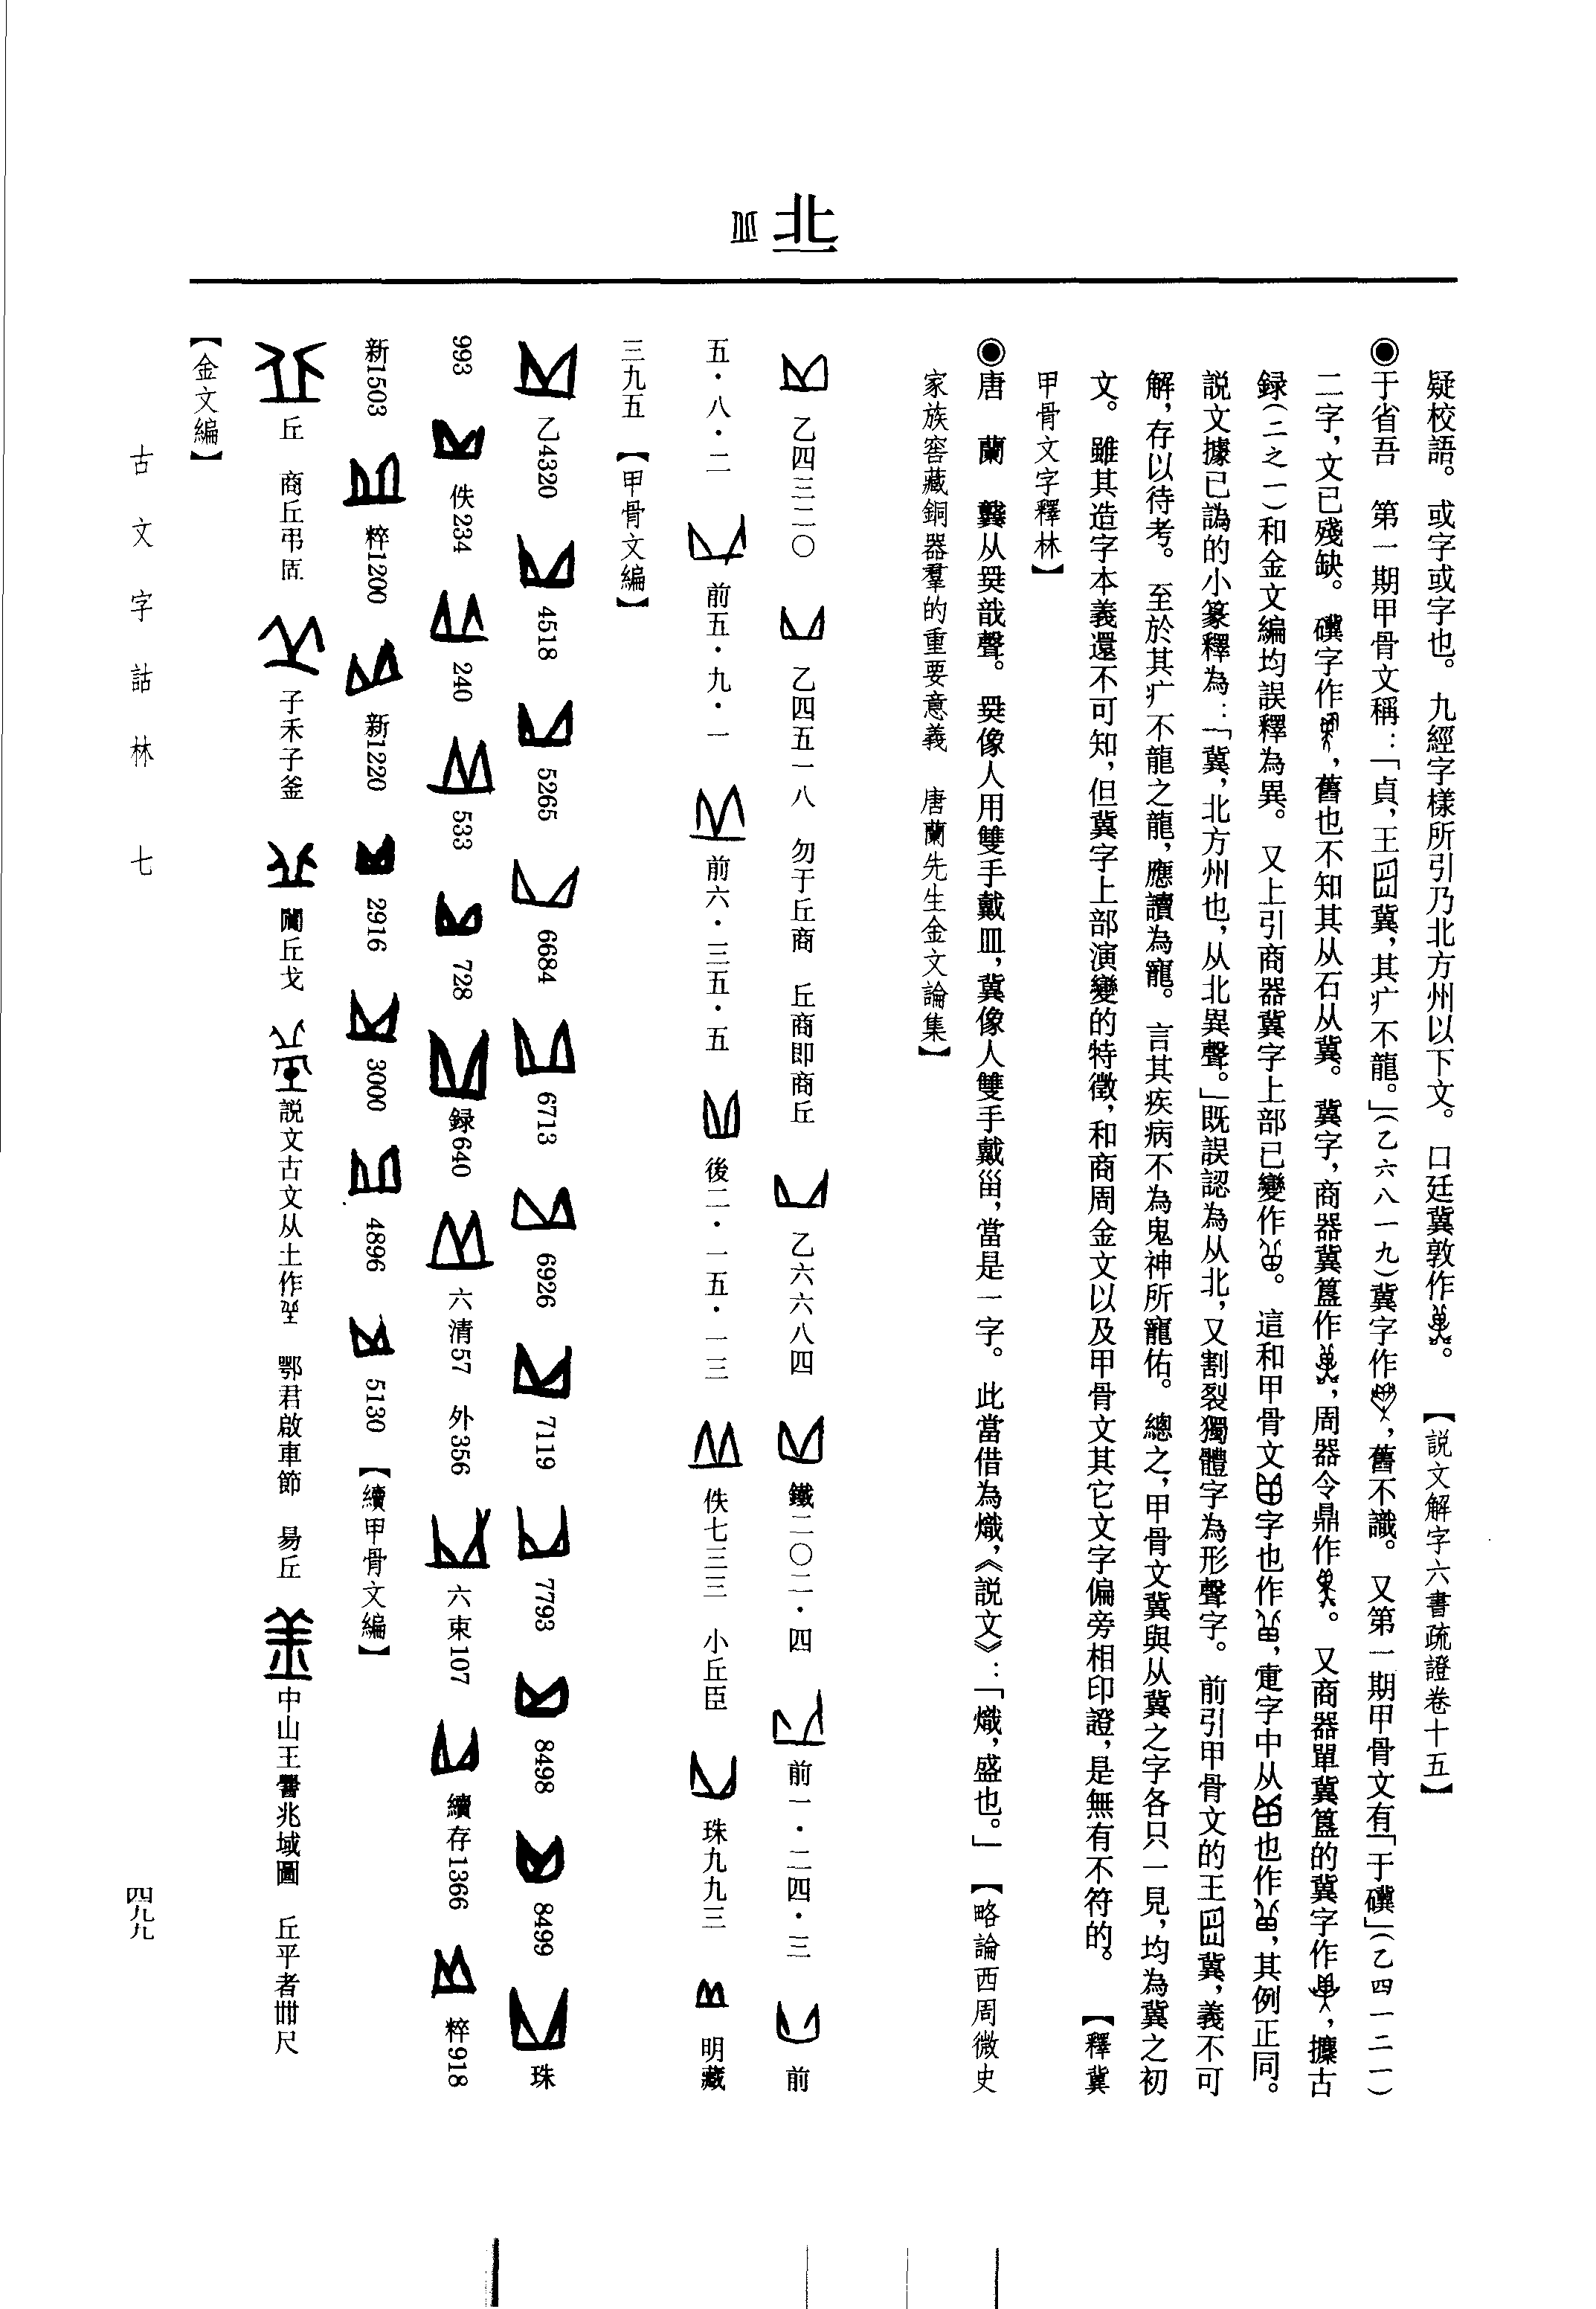 北 皿
疑校語。或字或字也。九經字樣所引乃北方州以下文。口廷冀敦作。【説文解字六書疏證卷十五】
◉于省吾 第一期甲骨文稱：「貞，王冀，其疒不龍。」（乙六八一九）冀字作，舊不識。又第一期甲骨文有「于䃯」（乙四一二一）
二字，文已殘缺。䃯字作，舊也不知其从石从冀。冀字，商器冀簋作，周器令鼎作。又商器單冀簋的冀字作，據古
録（二之一）和金文編均誤釋為異。又上引商器冀字上部已變作。這和甲骨文字也作，疐字中从也作，其例正同。
説文據已譌的小篆釋為：「冀，北方州也，从北異聲。」既誤認為从北，又割裂獨體字為形聲字。前引甲骨文的王冀，義不可
解，存以待考。至於其疒不龍之龍，應讀為寵。言其疾病不為鬼神所寵佑。總之，甲骨文冀與从冀之字各只一見，均為冀之初
文。雖其造字本義還不可知，但冀字上部演變的特徵，和商周金文以及甲骨文其它文字偏旁相印證，是無有不符的。【釋冀
甲骨文字釋林】
◉唐 蘭 从戠聲。像人用雙手戴皿，冀像人雙手戴甾，當是一字。此當借為熾，《説文》：「熾，盛也。」【略論西周微史
家族窖藏銅器羣的重要意義 唐蘭先生金文論集】
乙四三二〇 乙四五一八 勿于丘商 丘商即商丘 乙六六八四 鐵二〇二·四 前一·二四·三 前
五·八·二 前五·九·一 前六·三五·五 後二·一五·一三 佚七三三 小丘臣 珠九九三 明藏
三九五 【甲骨文編】
乙4320 4518 5265 6684 6713 6926 7119 7793 8498 8499 珠
993 佚234 240 533 728 録640 六清57 外356 六束107 續存1366 粹918
新1503 粹1200 新1220 2916 3000 4896 5130 【續甲骨文編】
丘 商丘弔匜 子禾子釜 閵丘戈 説文古文从土作 鄂君啟車節 昜丘 中山王兆域圖 丘平者卌尺
【金文編】
古文字詁林 七
四九九